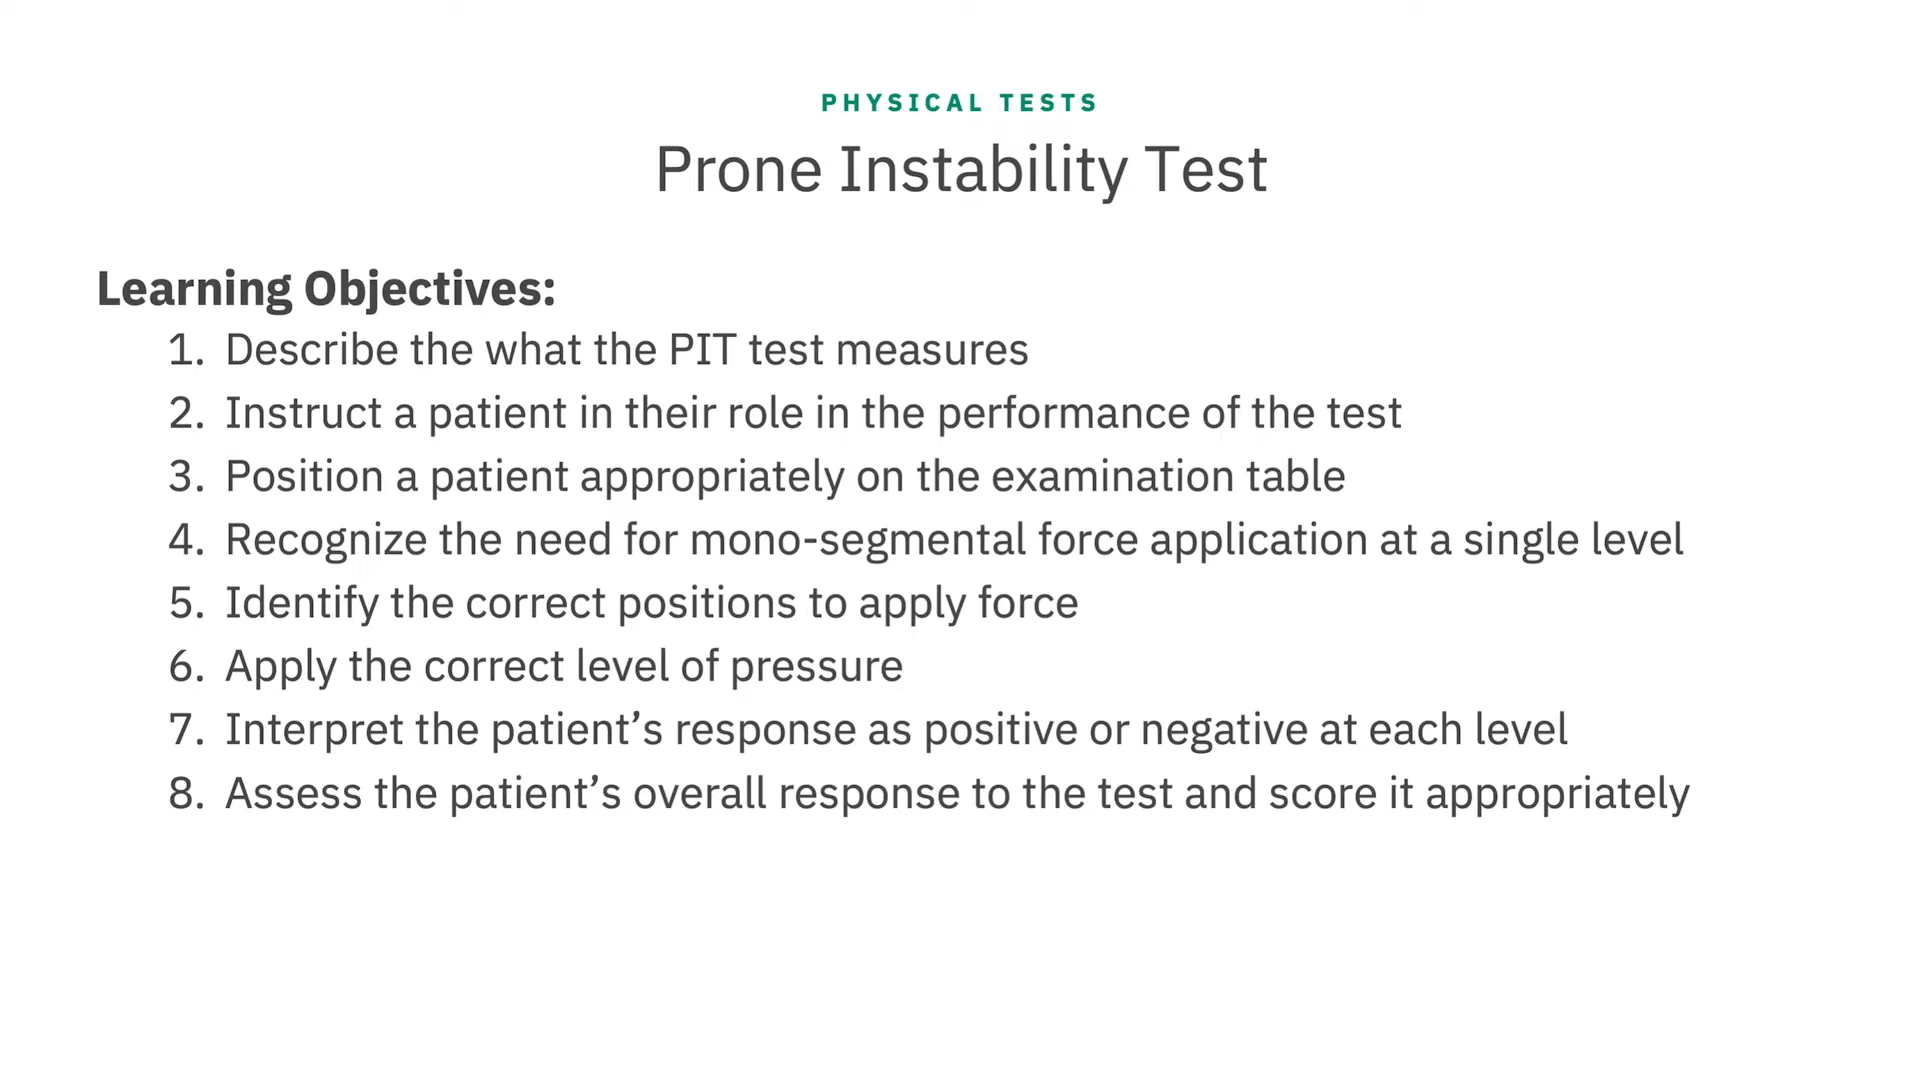 PHYSICAL TESTS
Prone Instability Test
Learning Objectives:
1. Describe the what the PIT test measures
2. Instruct a patient in their role in the performance of the test
3. Position a patient appropriately on the examination table
4. Recognize the need for mono-segmental force application at a single level
5. Identify the correct positions to apply force
6. Apply the correct level of pressure
7. Interpret the patient’s response as positive or negative at each level
8. Assess the patient’s overall response to the test and score it appropriately